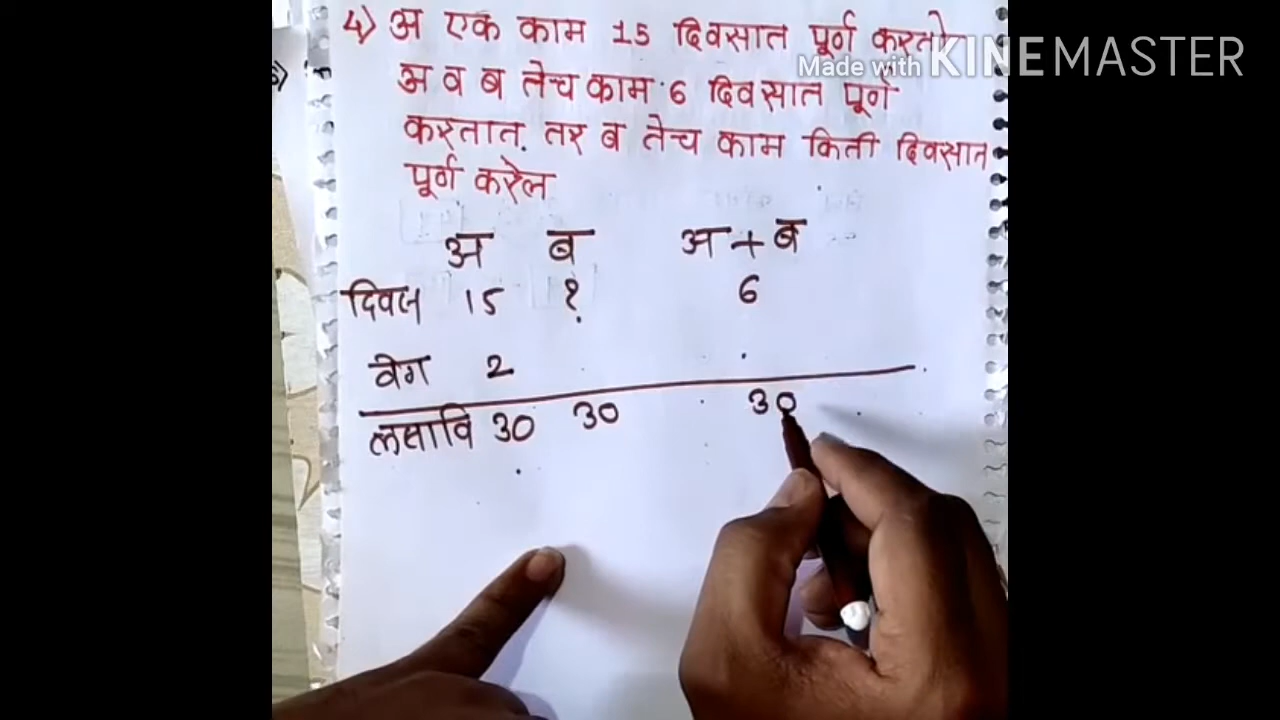 4) अ एक काम 15 दिवसात पूर्ण करतो
Made with KINEMASTER
अ व ब तेच काम 6 दिवसात पूर्ण
करतात. तर ब तेच काम किती दिवसात
पूर्ण करेल
अ ब अ + ब
दिवस 15 ? 6
वेग 2
लसावि 30 30 30